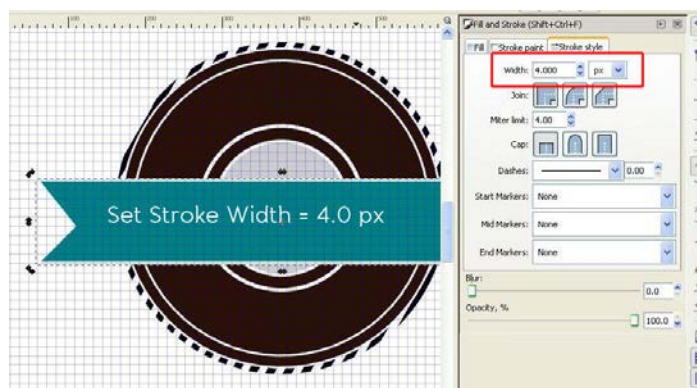 Fill and Stroke (Shift+Ctrl+F)
Fill Stroke paint Stroke style
Width: 4.000 px
Join:
Miter limit: 4.00
Cap:
Dashes: 0.00
Start Markers: None
Mid Markers: None
End Markers: None
Blur:
0.0
Opacity, %
100.0
Set Stroke Width = 4.0 px